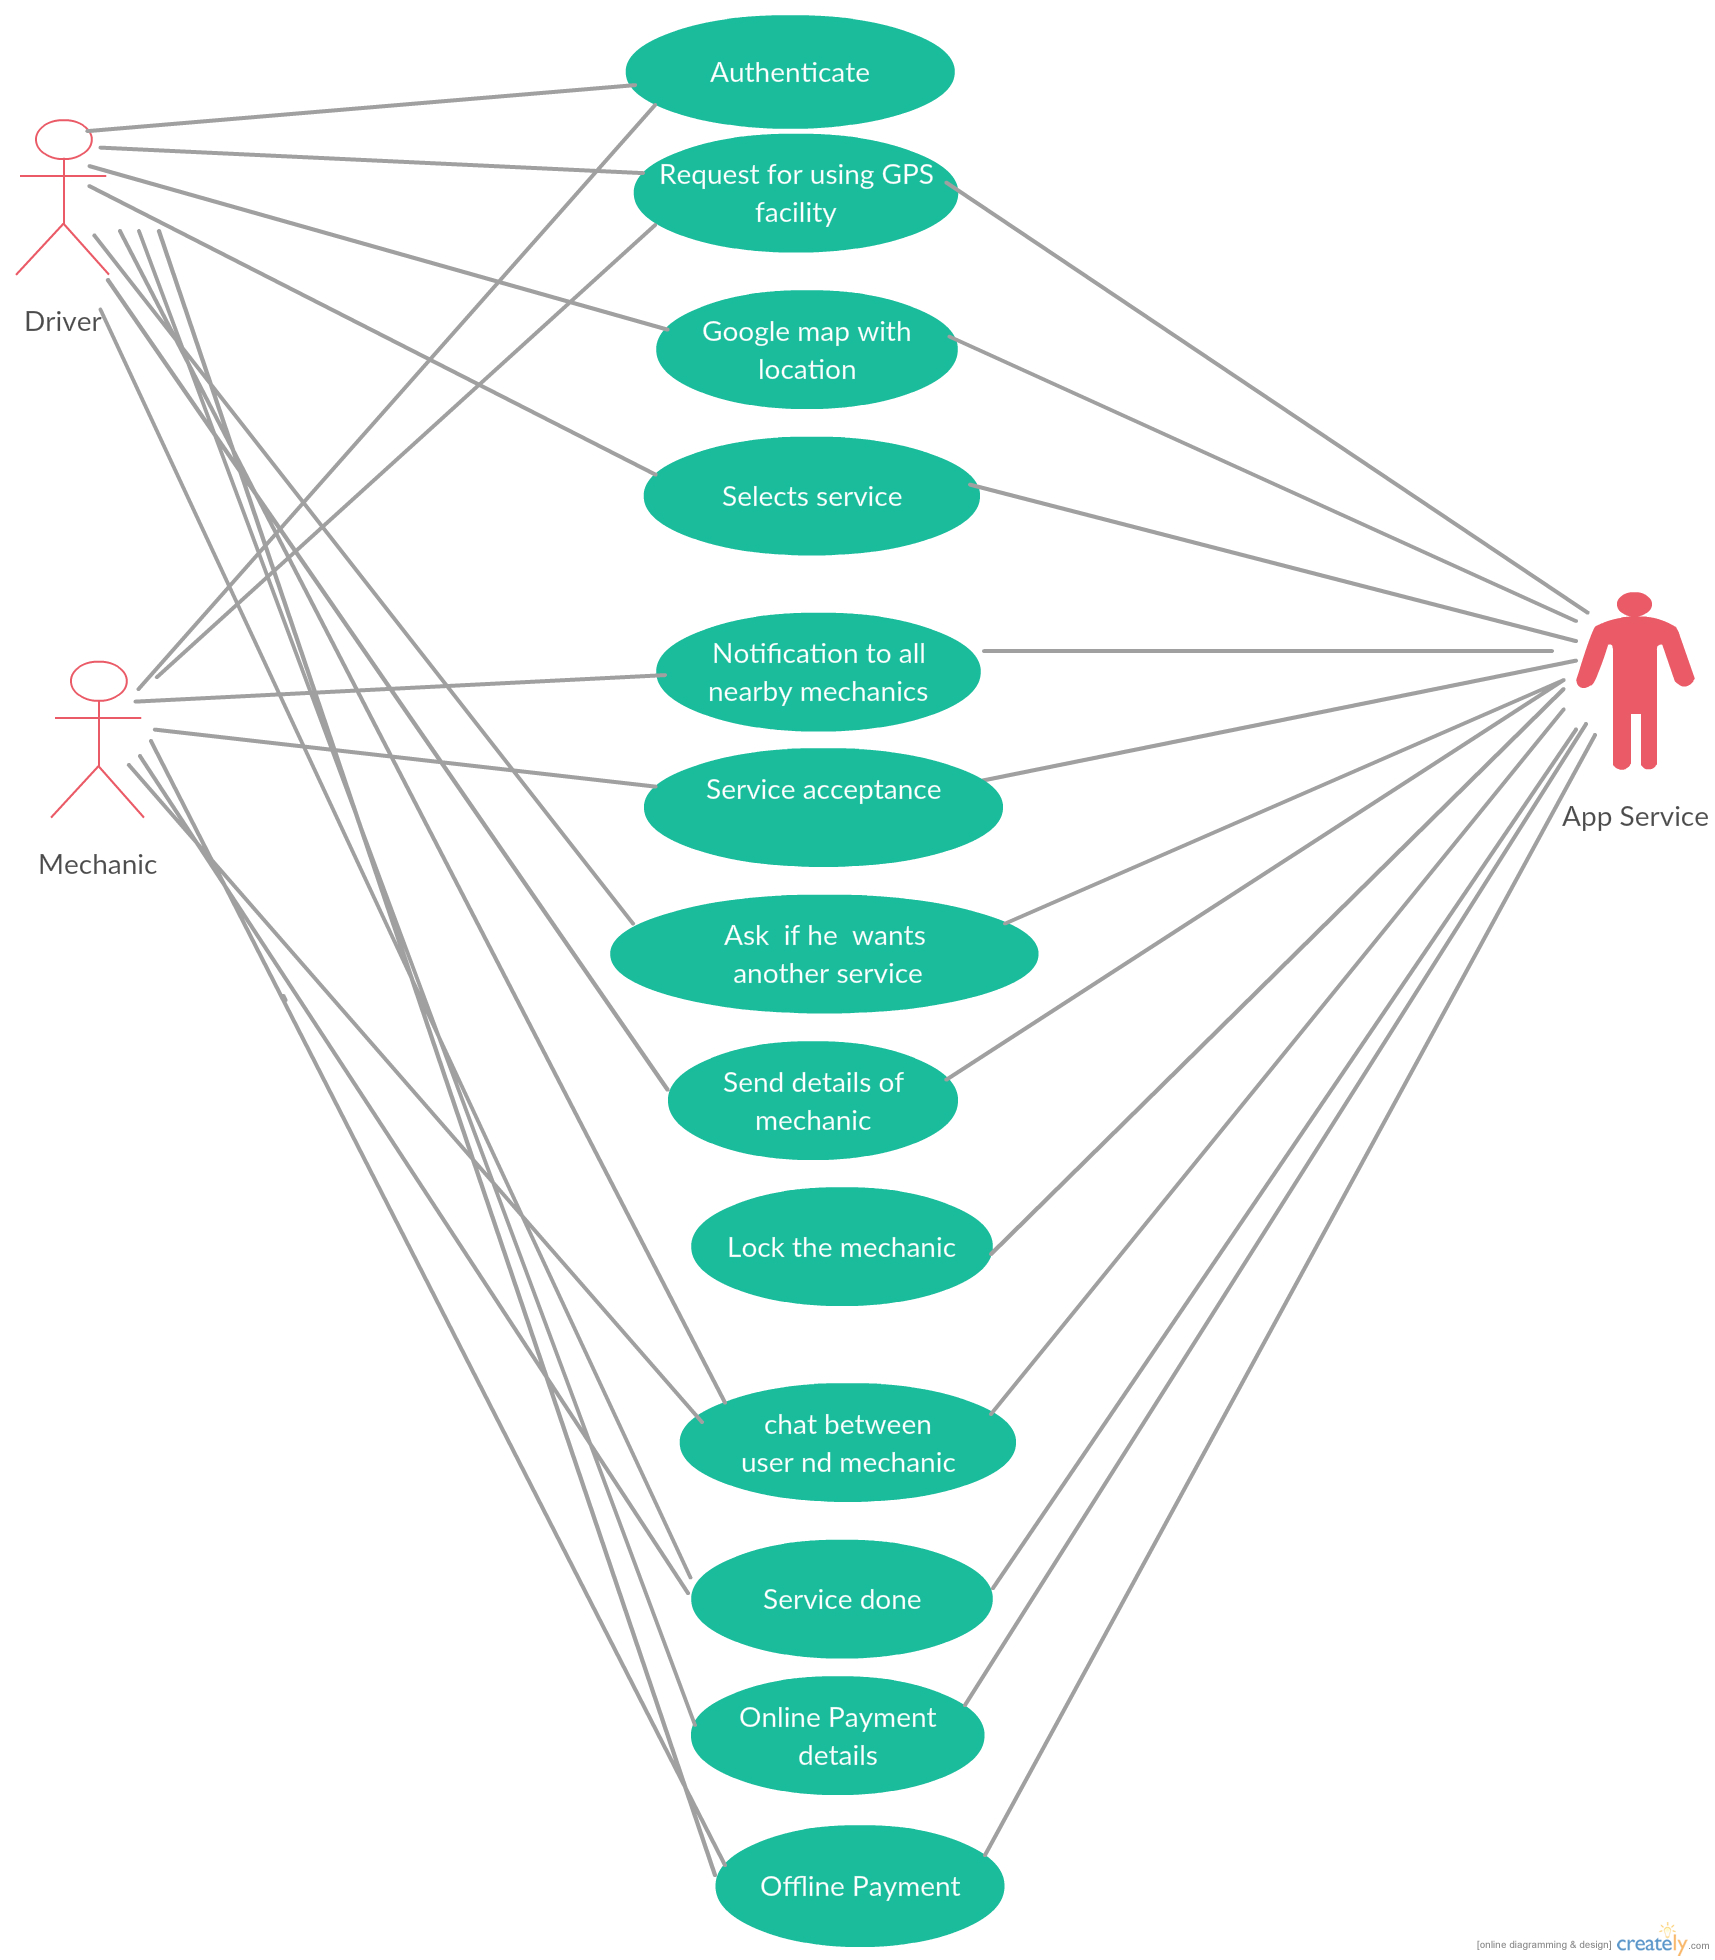 Authenticate
Request for using GPS
facility
Driver
Google map with
location
Selects service
Notification to all
nearby mechanics
Service acceptance
App Service
Mechanic
Ask if he wants
another service
Send details of
mechanic
Lock the mechanic
chat between
user nd mechanic
Service done
Online Payment
details
Offline Payment
[online diagramming & design] creately.com